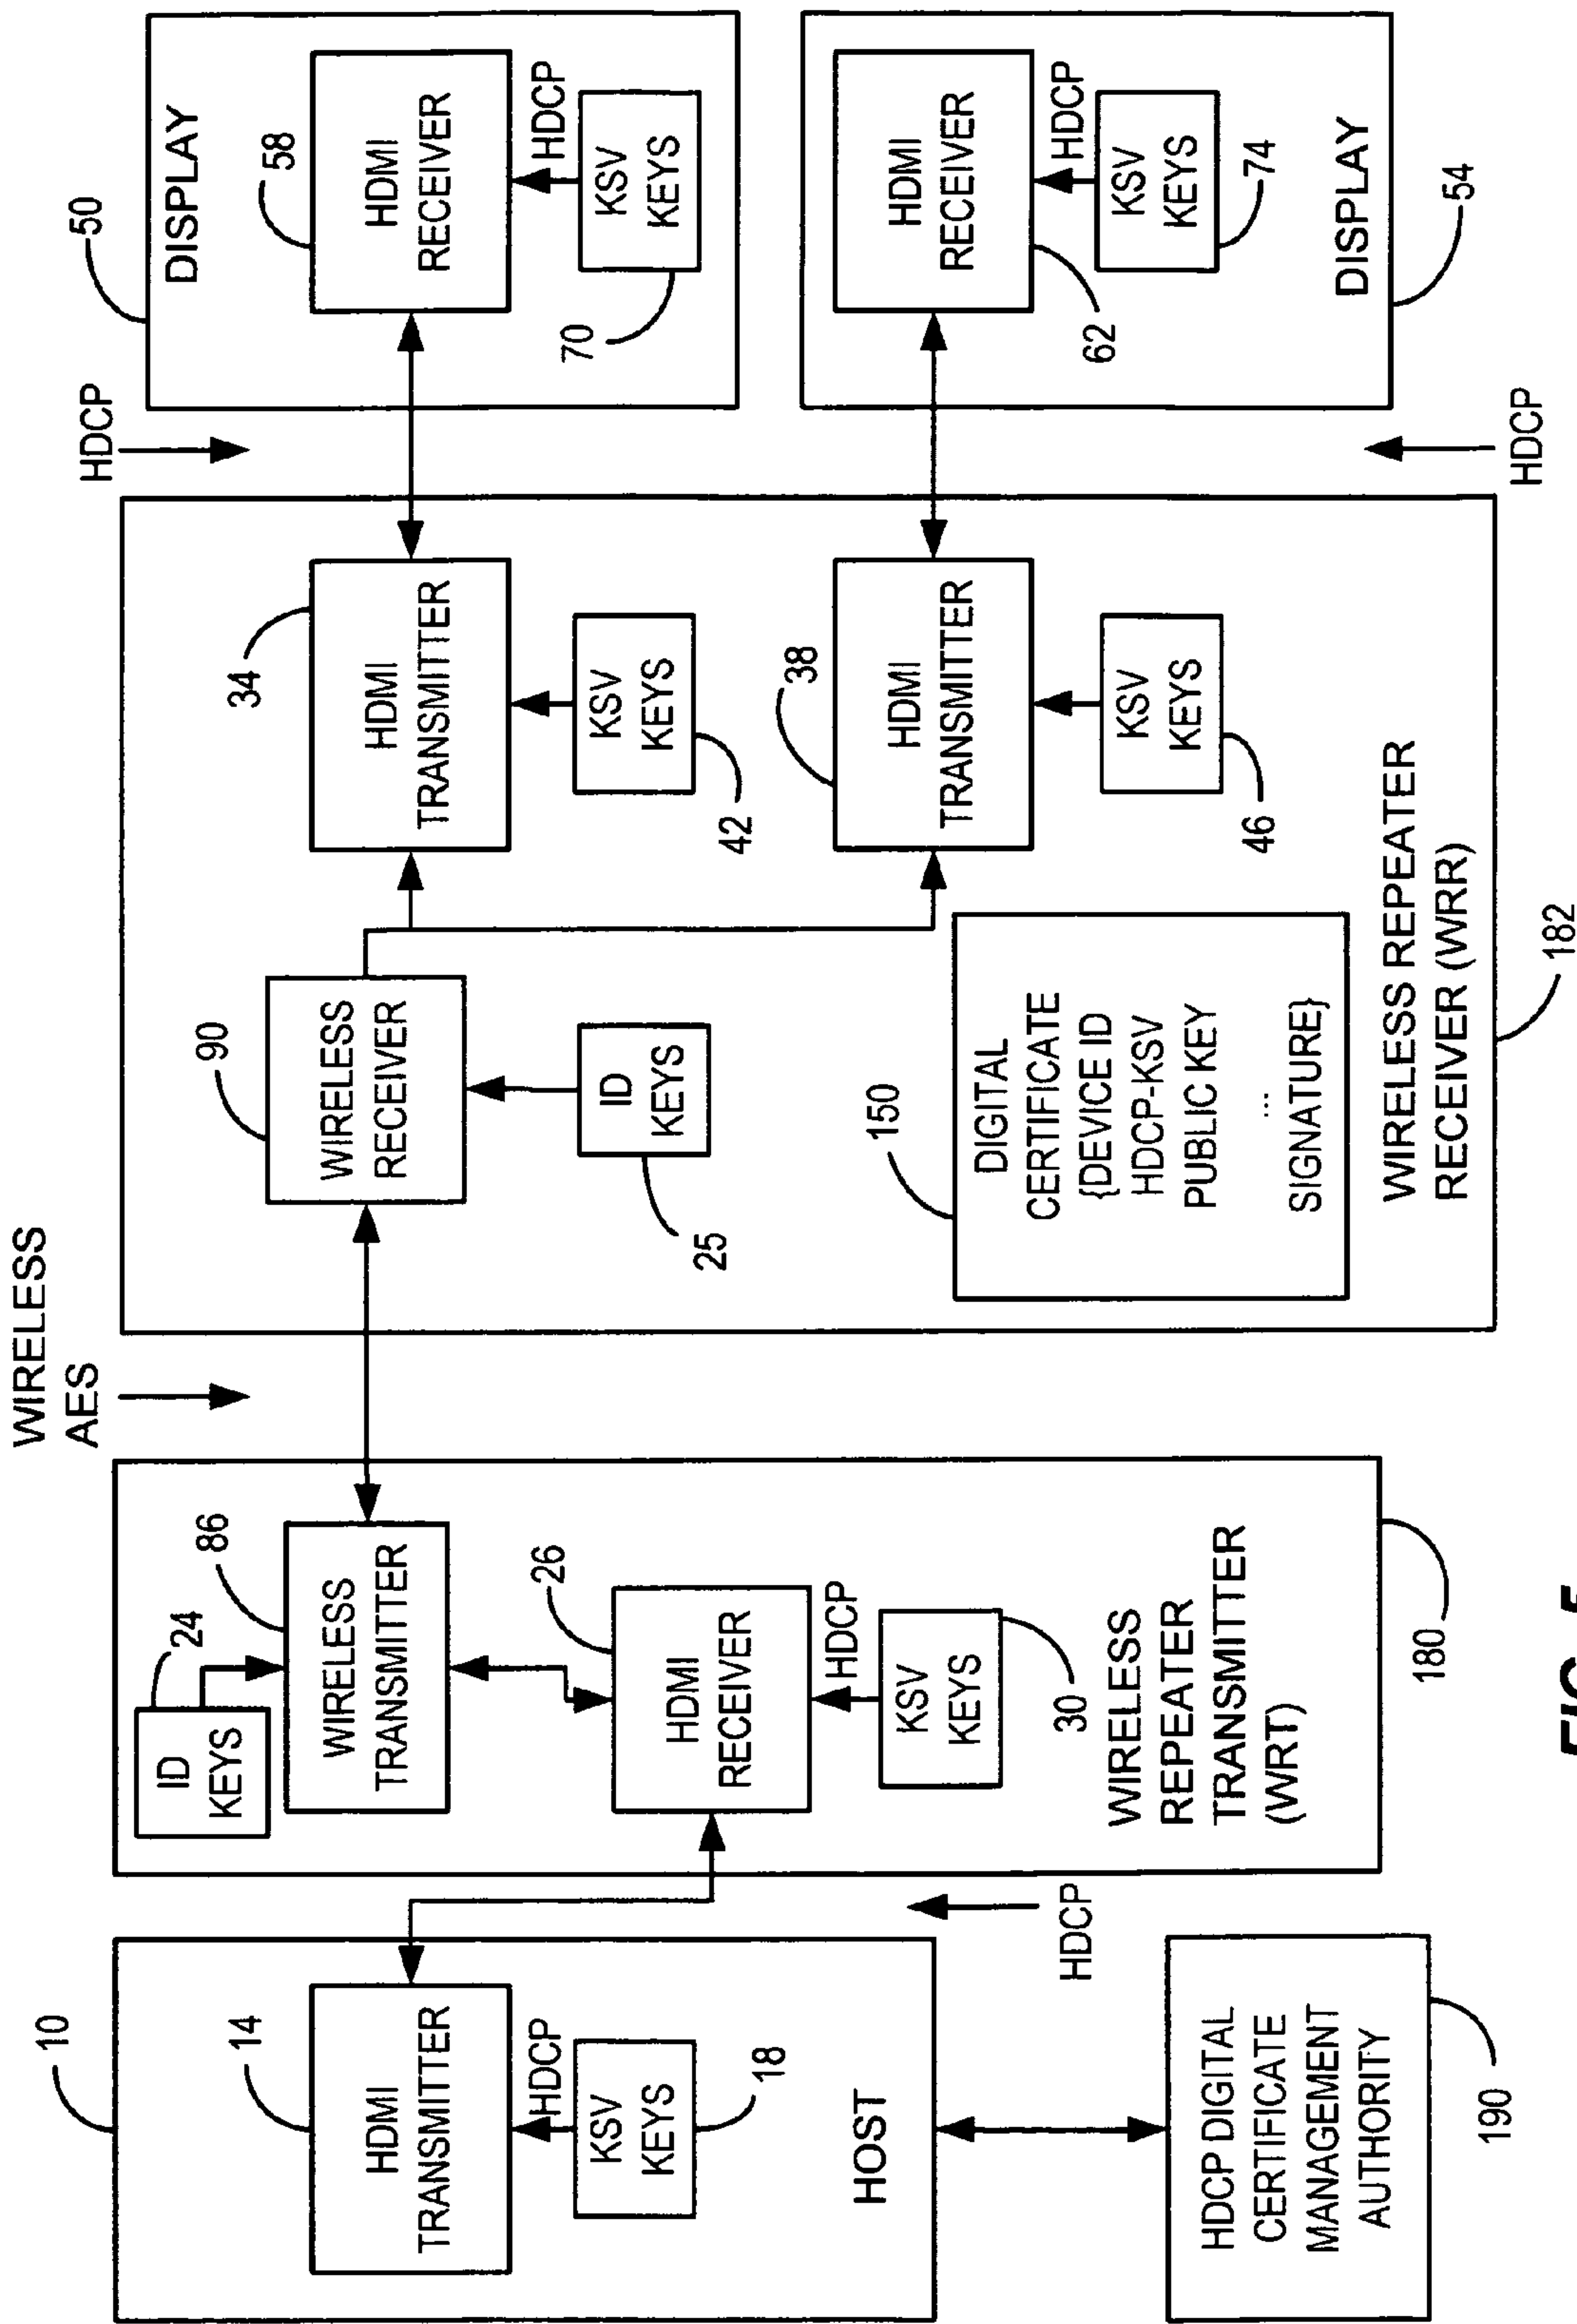 10
14
HDMI
TRANSMITTER
HDCP
KSV
KEYS
18
HOST
HDCP DIGITAL
CERTIFICATE
MANAGEMENT
AUTHORITY
190
HDCP
ID
KEYS
24
86
WIRELESS
TRANSMITTER
26
HDMI
RECEIVER
HDCP
KSV
KEYS
30
WIRELESS
REPEATER
TRANSMITTER
(WRT)
180
WIRELESS
AES
90
WIRELESS
RECEIVER
ID
KEYS
25
150
DIGITAL
CERTIFICATE
{DEVICE ID
HDCP-KSV
PUBLIC KEY
...
SIGNATURE}
34
HDMI
TRANSMITTER
KSV
KEYS
42
38
HDMI
TRANSMITTER
KSV
KEYS
46
WIRELESS REPEATER
RECEIVER (WRR)
182
HDCP
HDCP
50
DISPLAY
58
HDMI
RECEIVER
HDCP
KSV
KEYS
70
HDMI
RECEIVER
62
HDCP
KSV
KEYS
74
DISPLAY
54